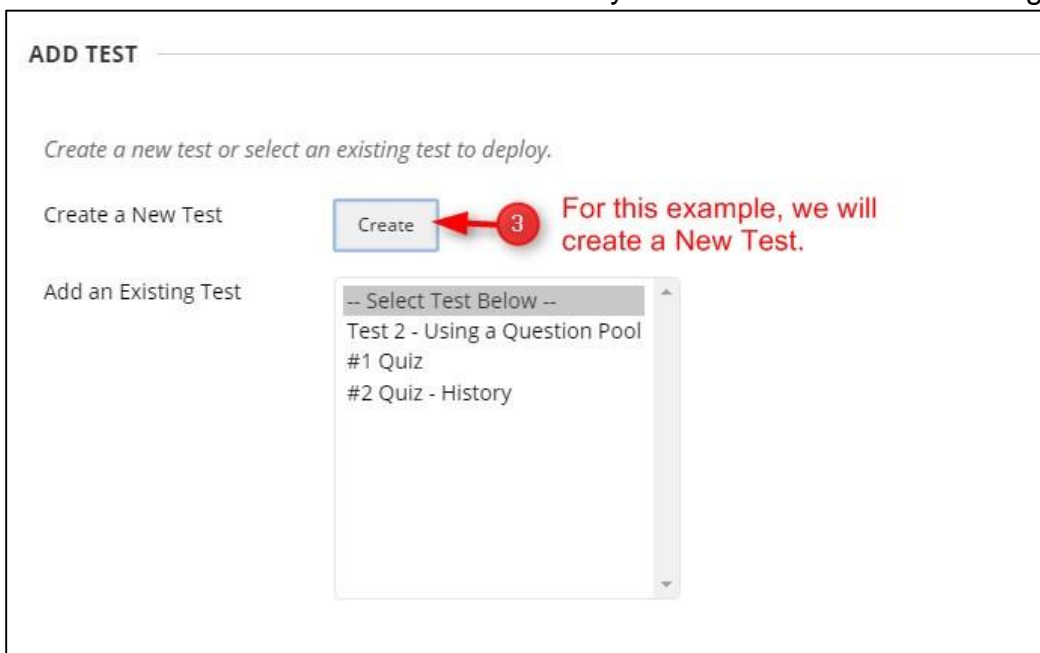 ADD TEST
Create a new test or select an existing test to deploy.
Create a New Test
Create
3
For this example, we will
create a New Test.
Add an Existing Test
-- Select Test Below --
Test 2 - Using a Question Pool
#1 Quiz
#2 Quiz - History